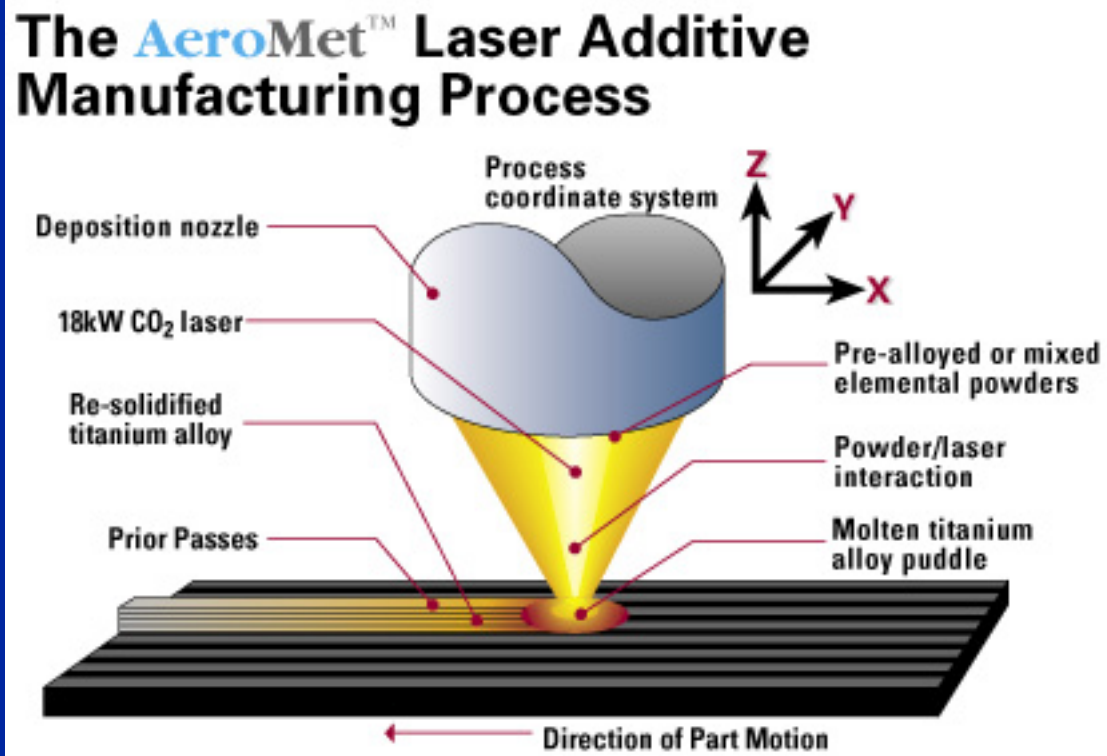 The AeroMet™ Laser Additive
Manufacturing Process
Process
coordinate system
Z
Y
X
Deposition nozzle
18kW CO₂ laser
Re-solidified
titanium alloy
Prior Passes
Pre-alloyed or mixed
elemental powders
Powder/laser
interaction
Molten titanium
alloy puddle
Direction of Part Motion